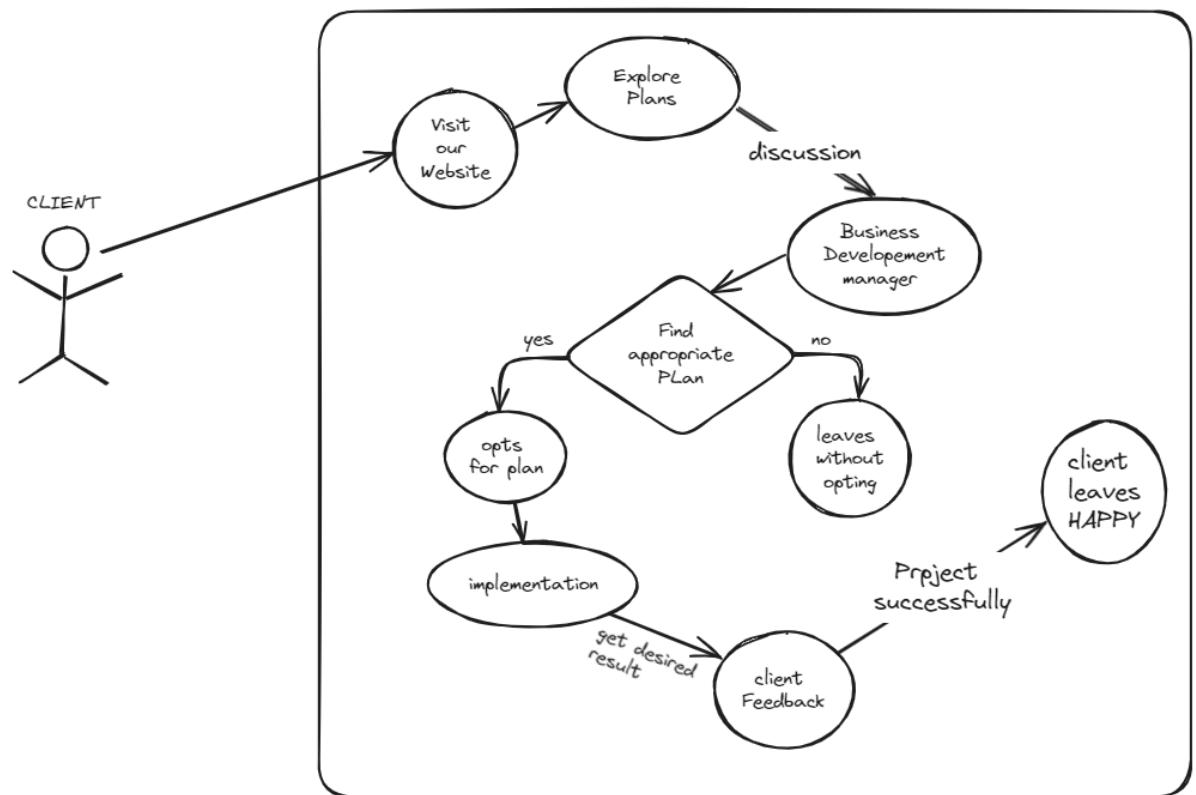 CLIENT
Visit
our
Website
Explore
Plans
discussion
Business
Developement
manager
Find
appropriate
PLan
yes
no
opts
for plan
leaves
without
opting
implementation
get desired
result
client
Feedback
Prpject
successfully
client
leaves
HAPPY